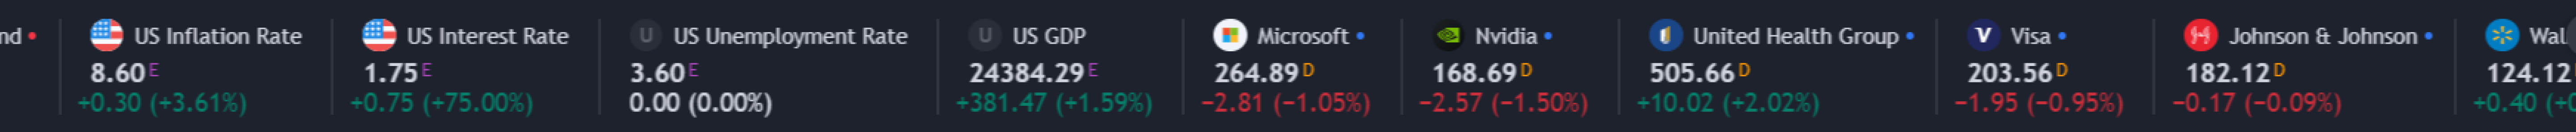 nd
US Inflation Rate
8.60 E
+0.30 (+3.61%)
US Interest Rate
1.75 E
+0.75 (+75.00%)
U US Unemployment Rate
3.60 E
0.00 (0.00%)
U US GDP
24384.29 E
+381.47 (+1.59%)
Microsoft
264.89 D
−2.81 (−1.05%)
Nvidia
168.69 D
−2.57 (−1.50%)
United Health Group
505.66 D
+10.02 (+2.02%)
V Visa
203.56 D
−1.95 (−0.95%)
Johnson & Johnson
182.12 D
−0.17 (−0.09%)
Wal
124.12
+0.40 (+0